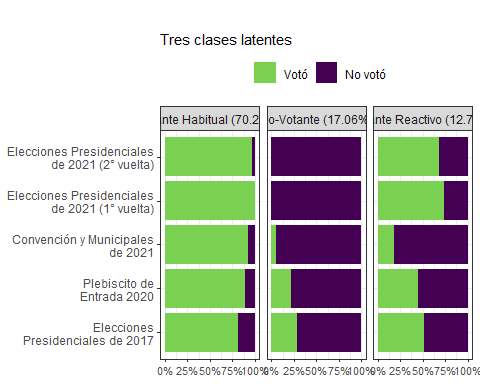 Tres clases latentes
Votó No votó
ante Habitual (70.2 o-Votante (17.06% ante Reactivo (12.7
Elecciones Presidenciales
de 2021 (2° vuelta)
Elecciones Presidenciales
de 2021 (1° vuelta)
Convención y Municipales
de 2021
Plebiscito de
Entrada 2020
Elecciones
Presidenciales de 2017
0% 25% 50% 75% 100% 0% 25% 50% 75% 100% 0% 25% 50% 75% 100%